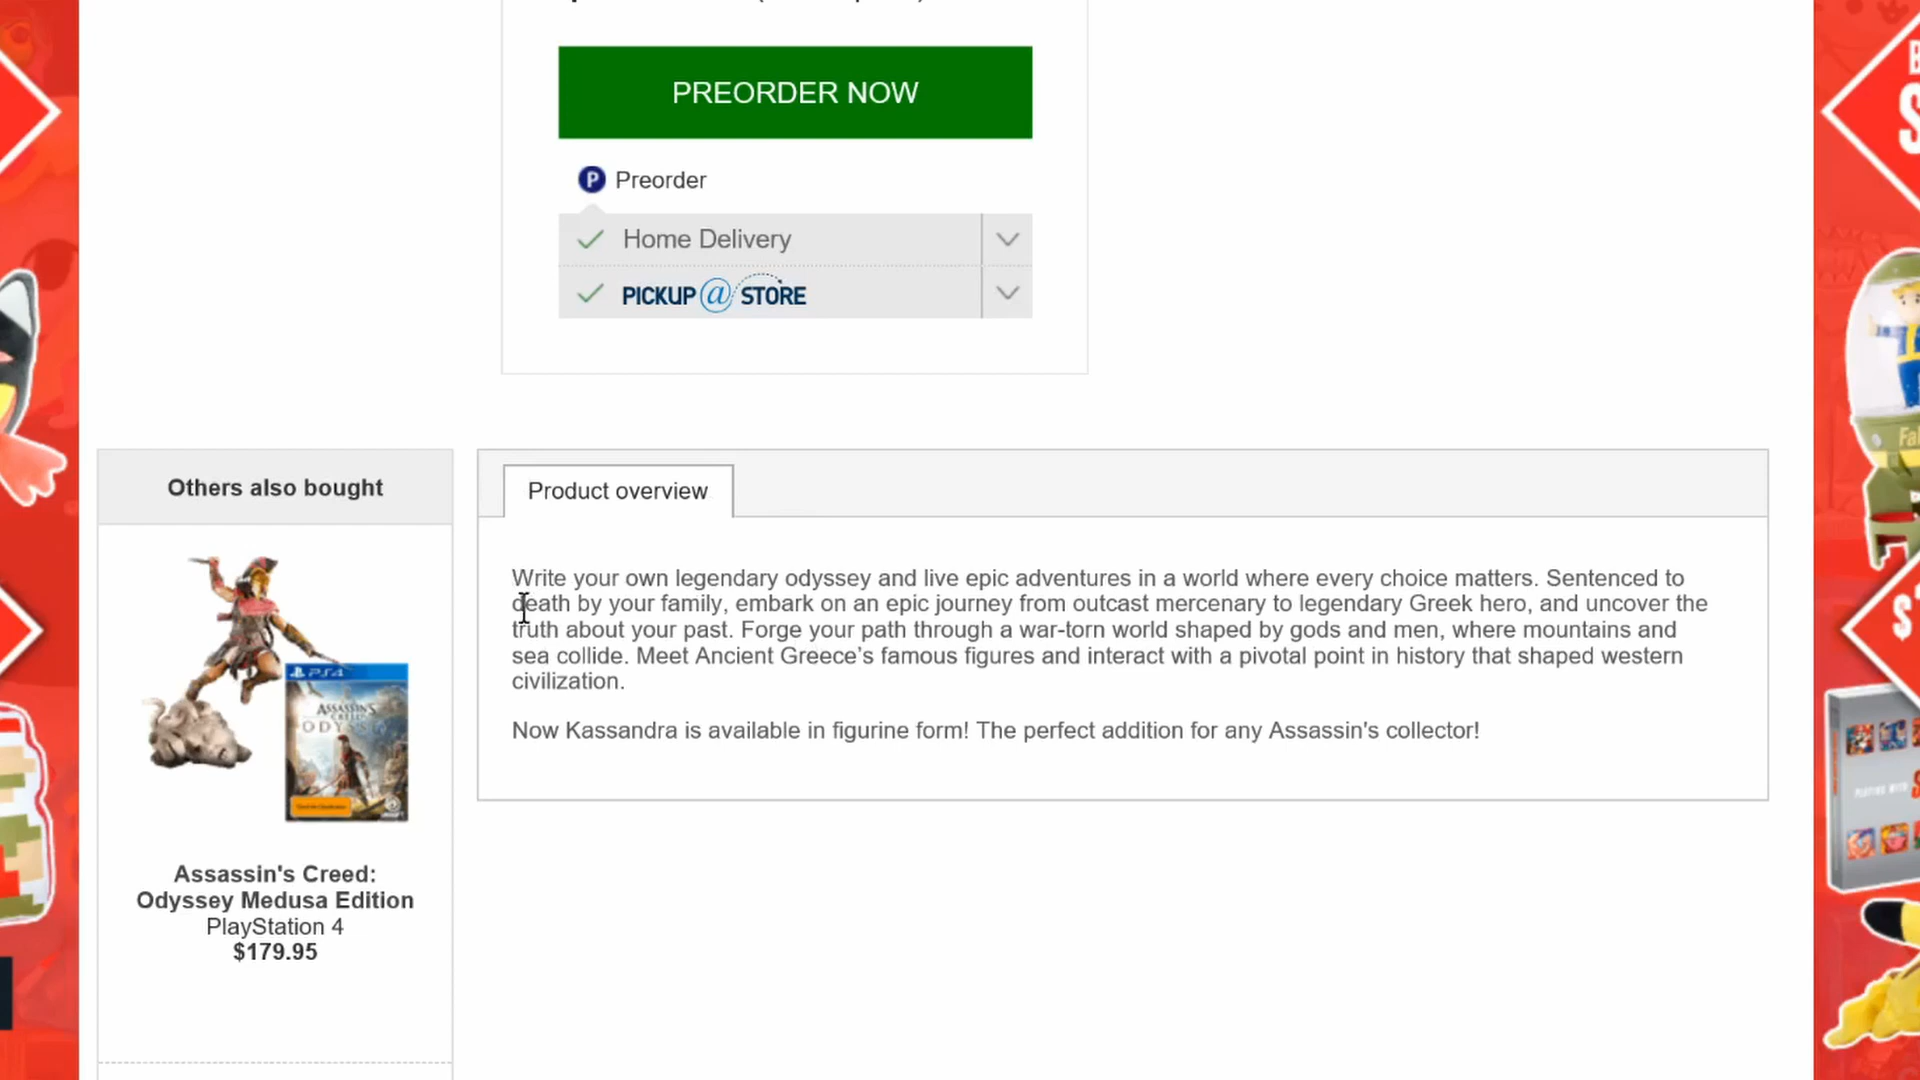 PREORDER NOW
P Preorder
Home Delivery
PICKUP@STORE
Others also bought
Product overview
Write your own legendary odyssey and live epic adventures in a world where every choice matters. Sentenced to
death by your family, embark on an epic journey from outcast mercenary to legendary Greek hero, and uncover the
truth about your past. Forge your path through a war-torn world shaped by gods and men, where mountains and
sea collide. Meet Ancient Greece’s famous figures and interact with a pivotal point in history that shaped western
civilization.
Now Kassandra is available in figurine form! The perfect addition for any Assassin's collector!
PS4
ASSASSIN'S
CREED
ODYSSEY
Assassin's Creed:
Odyssey Medusa Edition
PlayStation 4
$179.95
PLAYING WITH